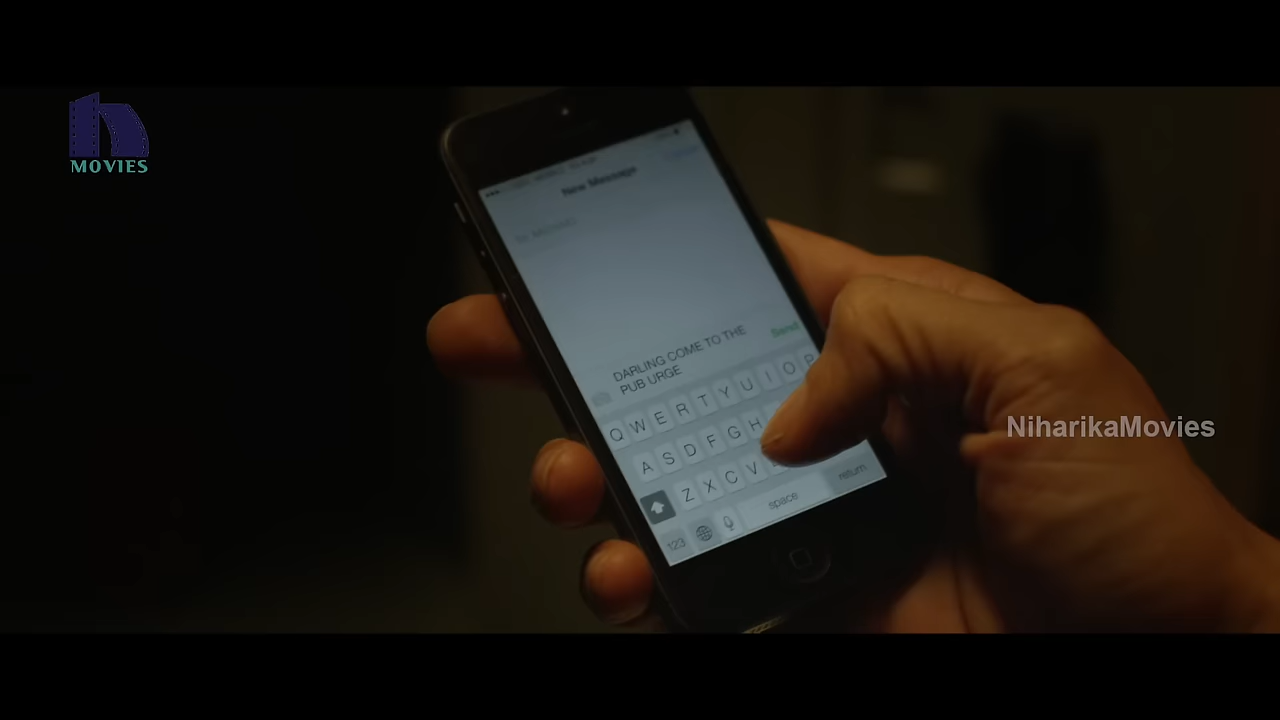 MOVIES
New Message
DARLING COME TO THE
PUB URGE
Send
Q W E R T Y U I O P
A S D F G H
Z X C V
123
space
return
NiharikaMovies